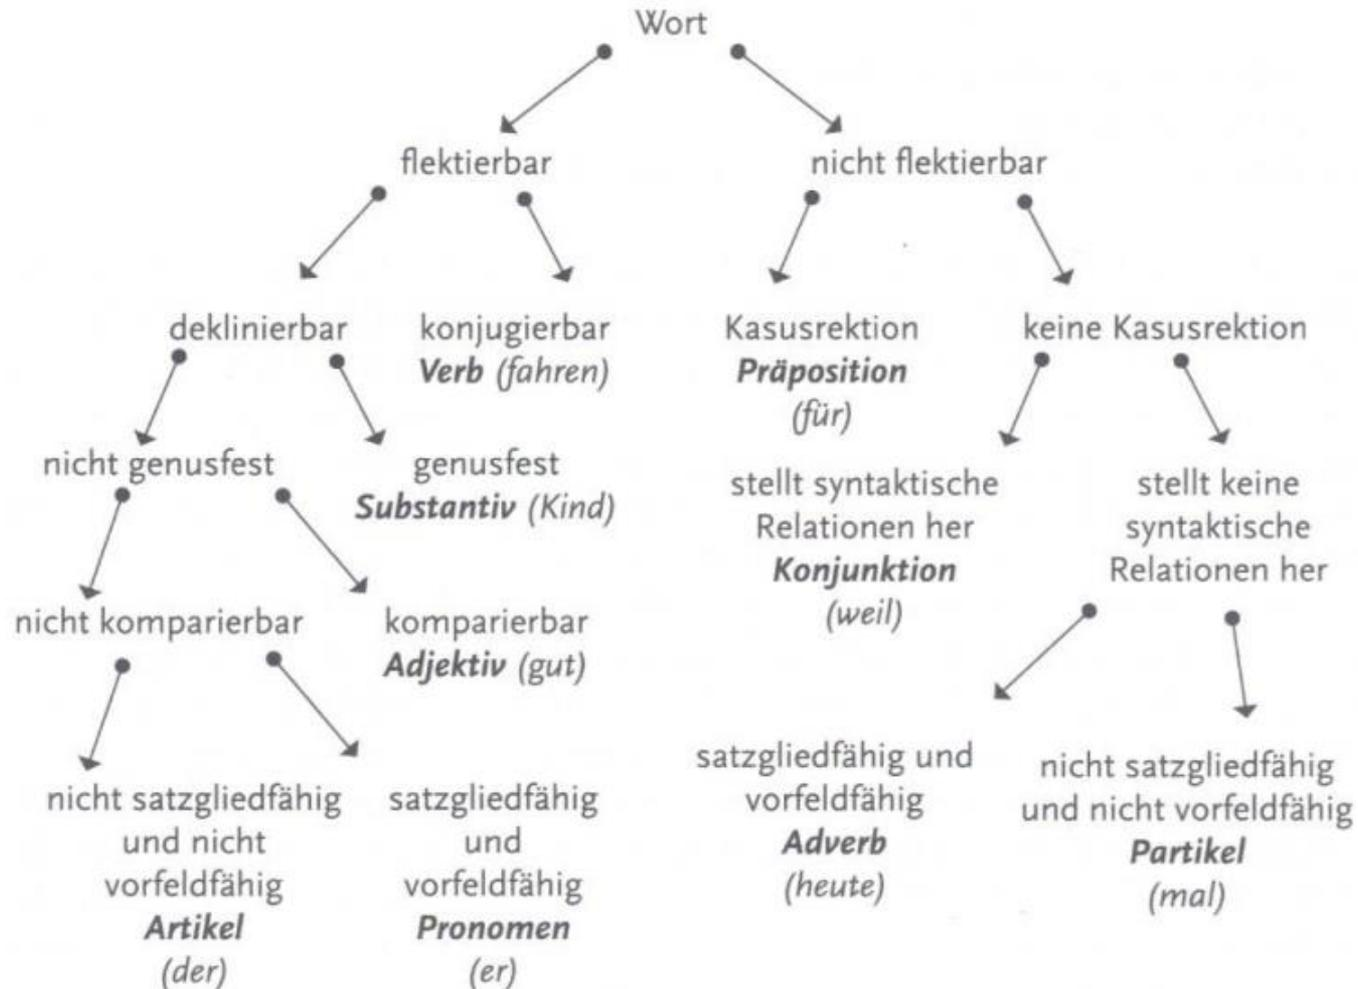 Wort
flektierbar
nicht flektierbar
deklinierbar
konjugierbar
Verb (fahren)
Kasusrektion
Präposition
(für)
keine Kasusrektion
nicht genusfest
genusfest
Substantiv (Kind)
stellt syntaktische
Relationen her
Konjunktion
(weil)
stellt keine
syntaktische
Relationen her
nicht komparierbar
komparierbar
Adjektiv (gut)
nicht satzgliedfähig
und nicht
vorfeldfähig
Artikel
(der)
satzgliedfähig
und
vorfeldfähig
Pronomen
(er)
satzgliedfähig und
vorfeldfähig
Adverb
(heute)
nicht satzgliedfähig
und nicht vorfeldfähig
Partikel
(mal)